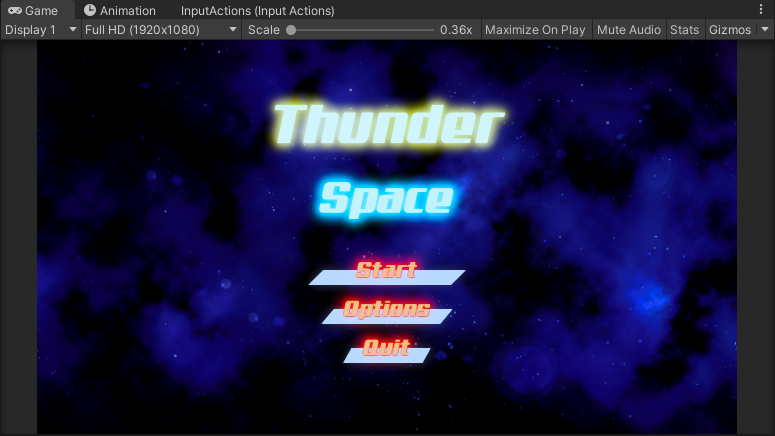 Game Animation InputActions (Input Actions)
Display 1 Full HD (1920x1080) Scale 0.36x Maximize On Play Mute Audio Stats Gizmos
Thunder
Space
Start
Options
Quit